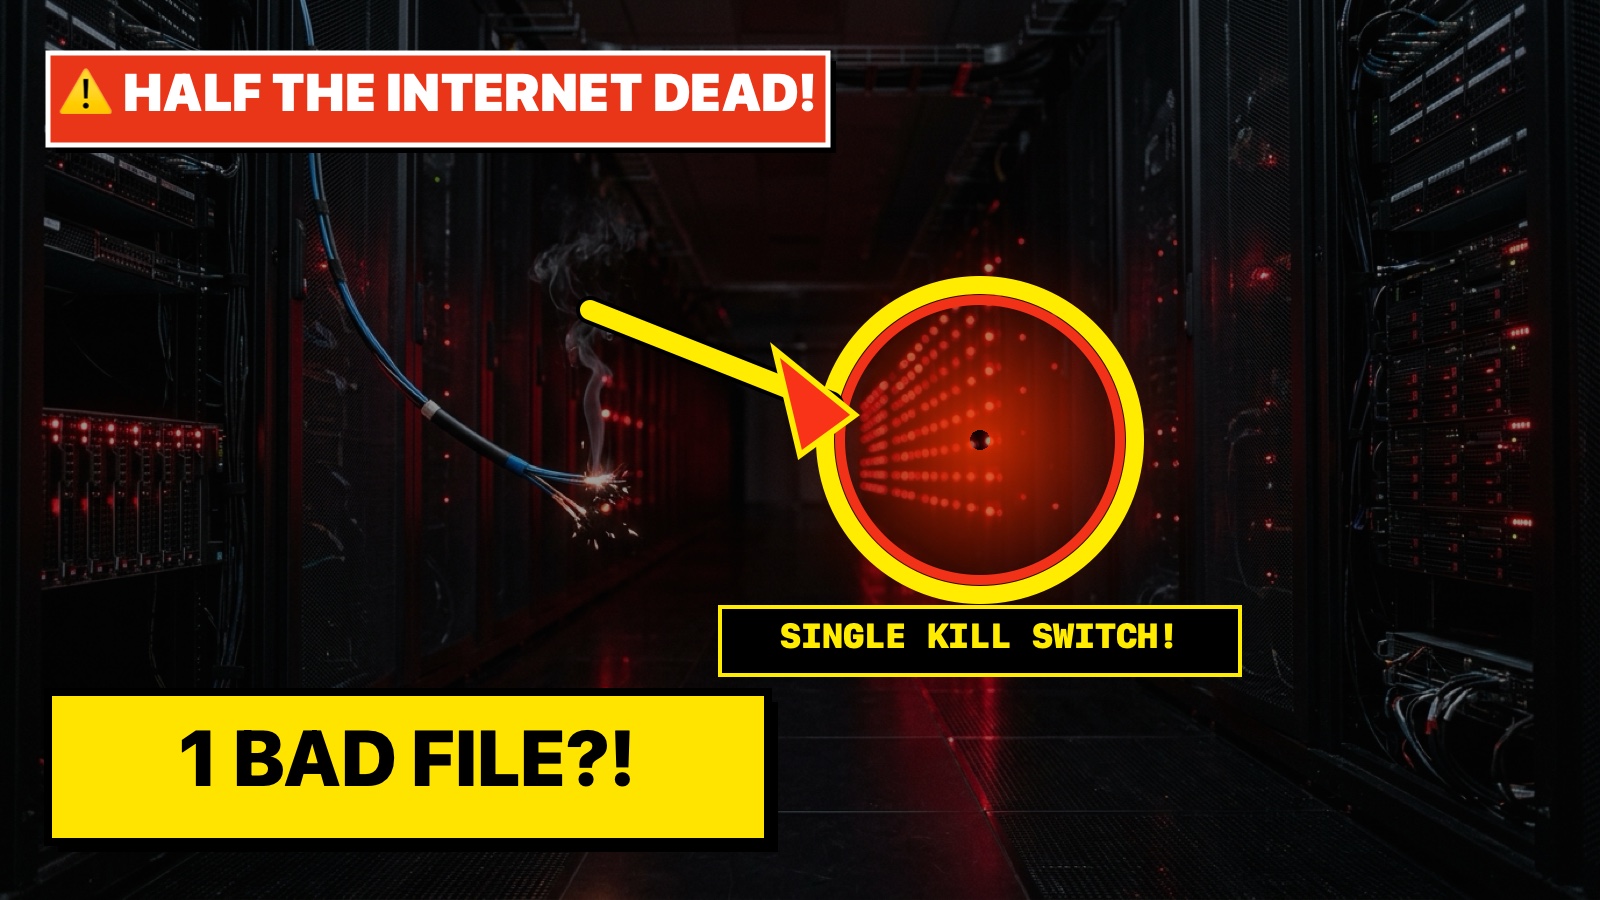 ⚠️ HALF THE INTERNET DEAD!
SINGLE KILL SWITCH!
1 BAD FILE?!